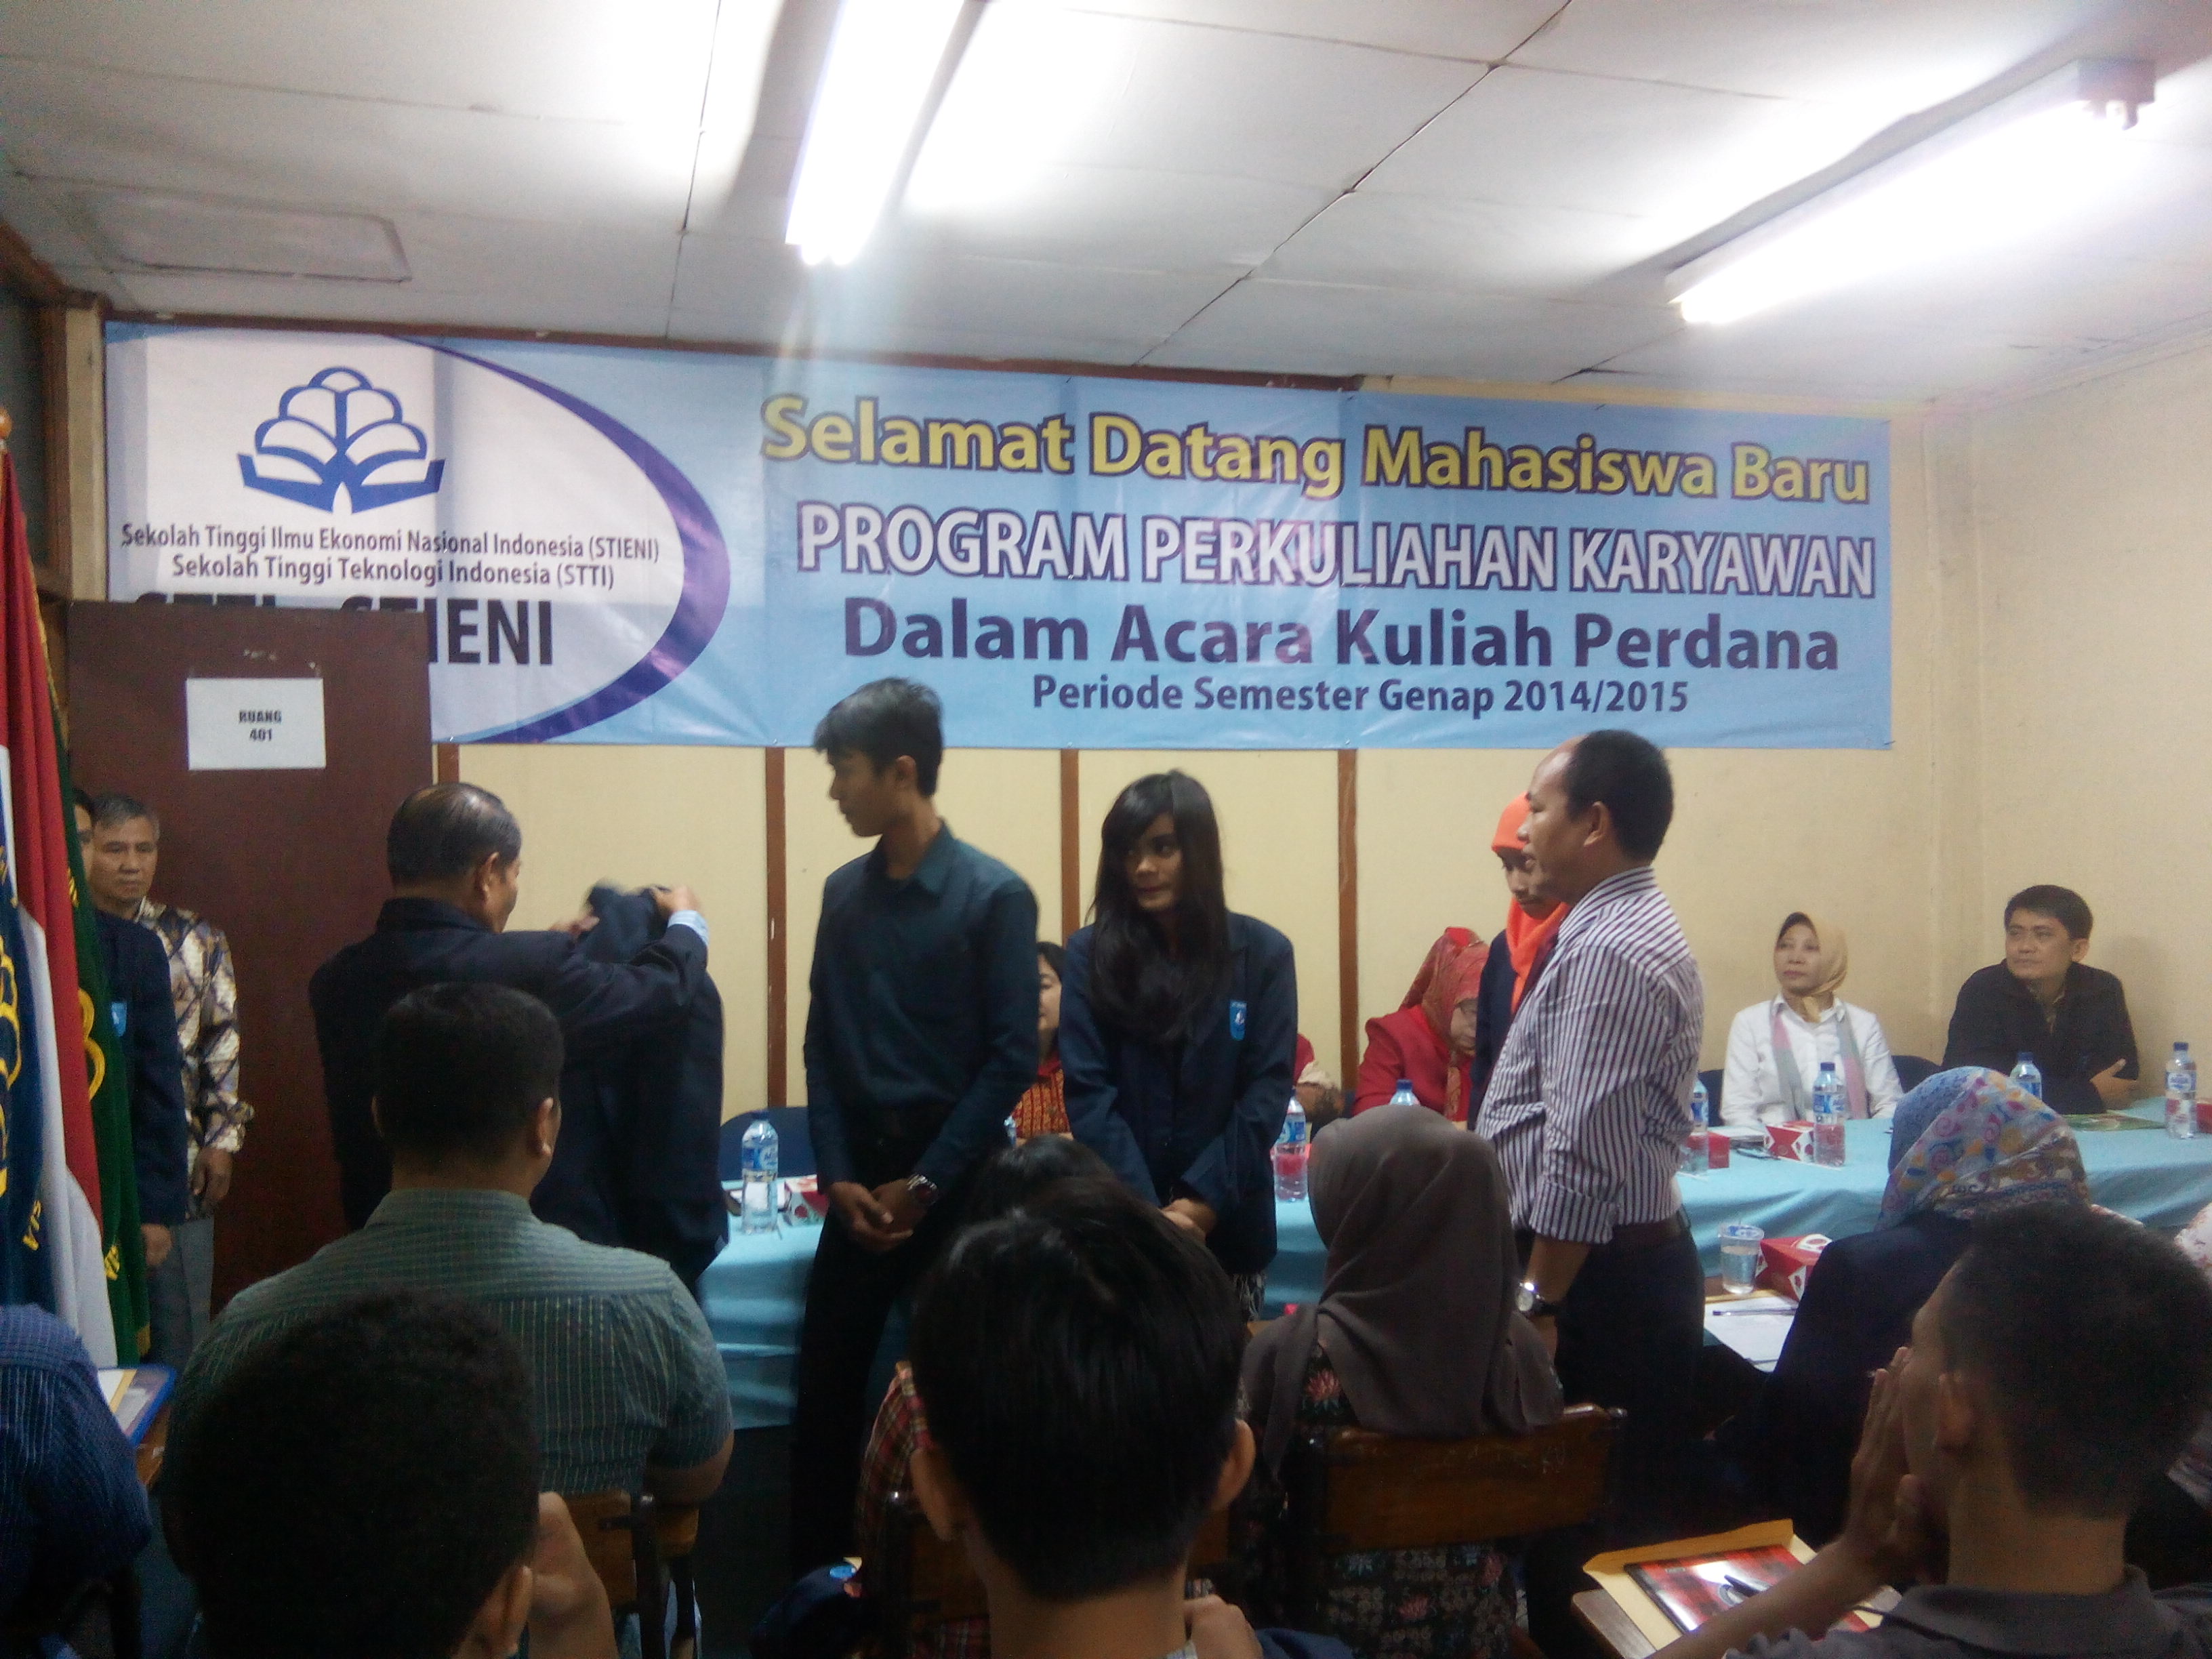 Sekolah Tinggi Ilmu Ekonomi Nasional Indonesia (STIENI)
Sekolah Tinggi Teknologi Indonesia (STTI)
Selamat Datang Mahasiswa Baru
PROGRAM PERKULIAHAN KARYAWAN
Dalam Acara Kuliah Perdana
Periode Semester Genap 2014/2015
RUANG
401